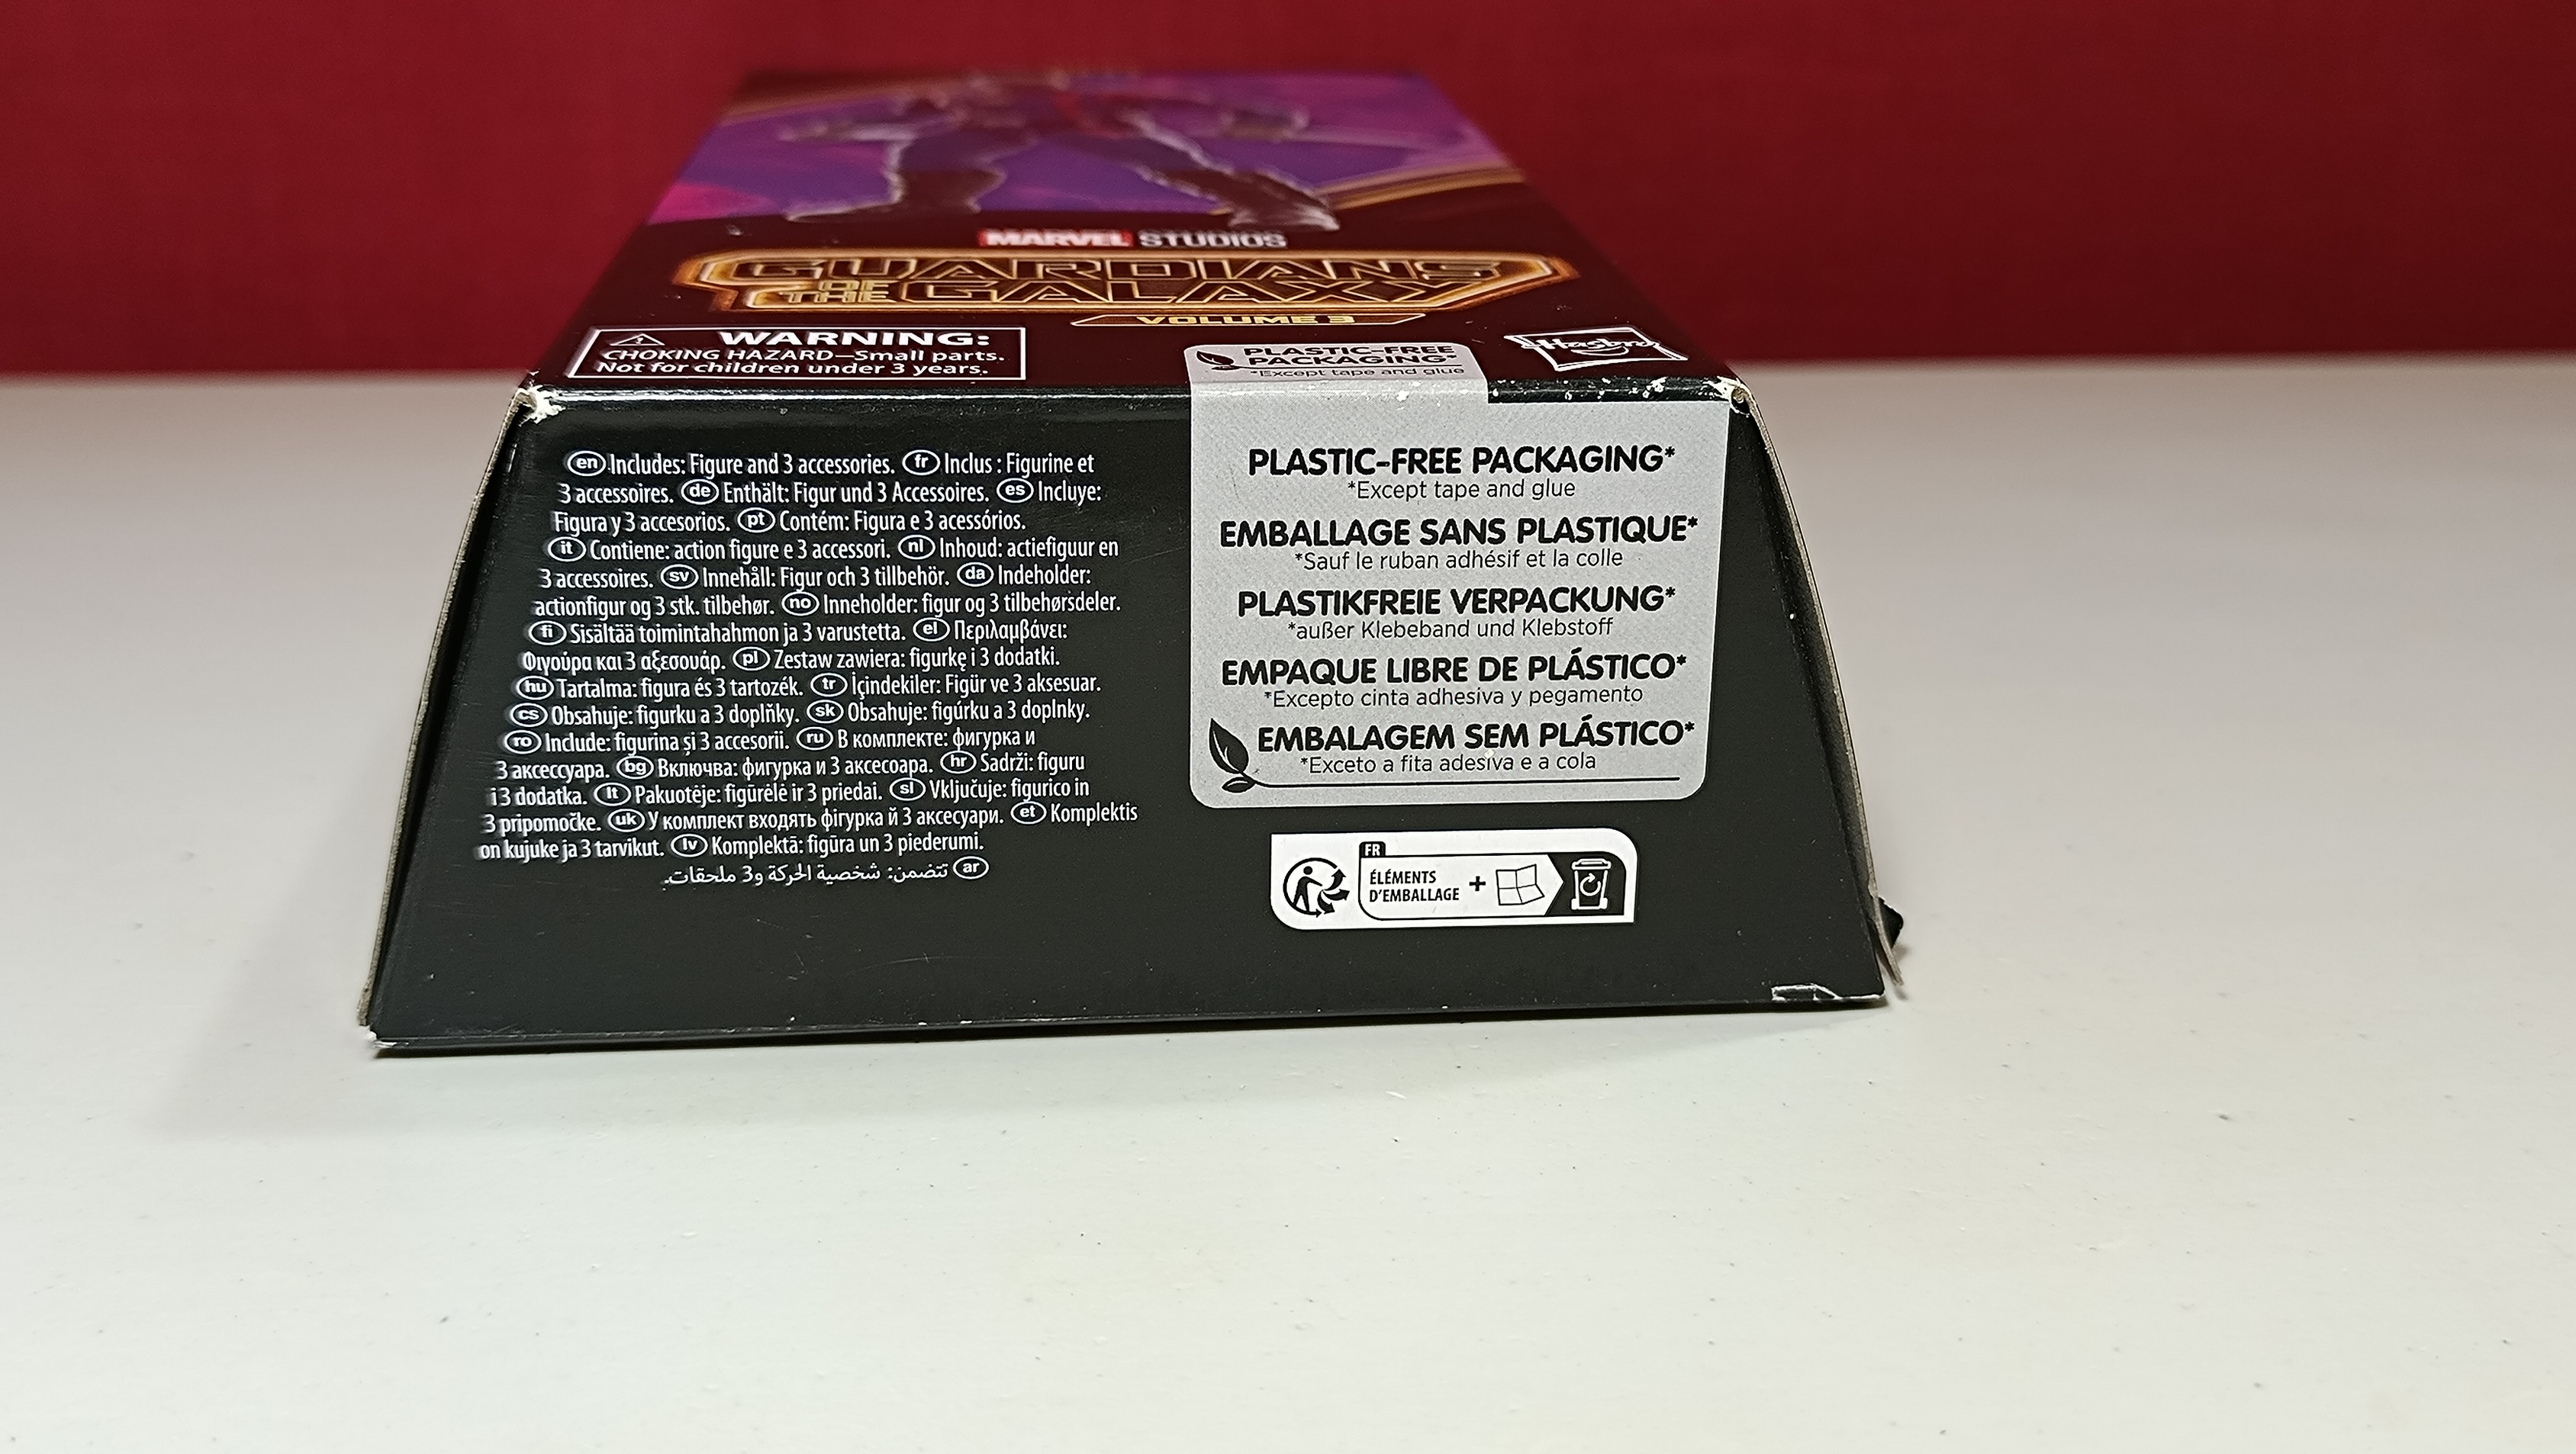 MARVEL STUDIOS
GUARDIANS
OF THE GALAXY
VOLUME 3
WARNING:
CHOKING HAZARD—Small parts.
Not for children under 3 years.
PLASTIC-FREE
PACKAGING*
*Except tape and glue
Hasbro
en Includes: Figure and 3 accessories. fr Inclus : Figurine et
3 accessoires. de Enthält: Figur und 3 Accessoires. es Incluye:
Figura y 3 accesorios. pt Contém: Figura e 3 acessórios.
it Contiene: action figure e 3 accessori. nl Inhoud: actiefiguur en
3 accessoires. sv Innehåll: Figur och 3 tillbehör. da Indeholder:
actionfigur og 3 stk. tilbehør. no Inneholder: figur og 3 tilbehørsdeler.
fi Sisältää toimintahahmon ja 3 varustetta. el Περιλαμβάνει:
Φιγούρα και 3 αξεσουάρ. pl Zestaw zawiera: figurkę i 3 dodatki.
hu Tartalma: figura és 3 tartozék. tr İçindekiler: Figür ve 3 aksesuar.
cs Obsahuje: figurku a 3 doplňky. sk Obsahuje: figúrku a 3 doplnky.
ro Include: figurina și 3 accesorii. ru В комплекте: фигурка и
3 аксессуара. bg Включва: фигурка и 3 аксесоара. hr Sadrži: figuru
i 3 dodatka. lt Pakuotėje: figūrėlė ir 3 priedai. sl Vključuje: figurico in
3 pripomočke. uk У комплект входять фігурка й 3 аксесуари. et Komplektis
on kujuke ja 3 tarvikut. lv Komplektā: figūra un 3 piederumi.
ar تتضمن: شخصية الحركة و3 ملحقات.
PLASTIC-FREE PACKAGING*
*Except tape and glue
EMBALLAGE SANS PLASTIQUE*
*Sauf le ruban adhésif et la colle
PLASTIKFREIE VERPACKUNG*
*außer Klebeband und Klebstoff
EMPAQUE LIBRE DE PLÁSTICO*
*Excepto cinta adhesiva y pegamento
EMBALAGEM SEM PLÁSTICO*
*Exceto a fita adesiva e a cola
FR
ÉLÉMENTS
D'EMBALLAGE +